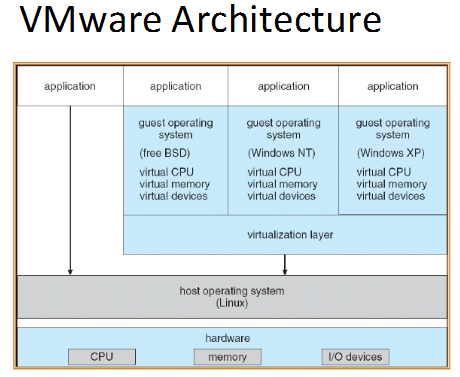 VMware Architecture
application
application
application
application
guest operating
system
(free BSD)
virtual CPU
virtual memory
virtual devices
guest operating
system
(Windows NT)
virtual CPU
virtual memory
virtual devices
guest operating
system
(Windows XP)
virtual CPU
virtual memory
virtual devices
virtualization layer
host operating system
(Linux)
hardware
CPU
memory
I/O devices